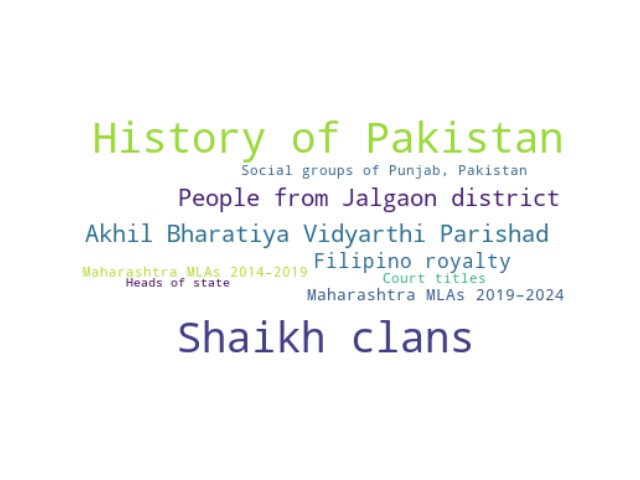 History of Pakistan
Social groups of Punjab, Pakistan
People from Jalgaon district
Akhil Bharatiya Vidyarthi Parishad
Filipino royalty
Maharashtra MLAs 2014–2019
Court titles
Heads of state
Maharashtra MLAs 2019–2024
Shaikh clans